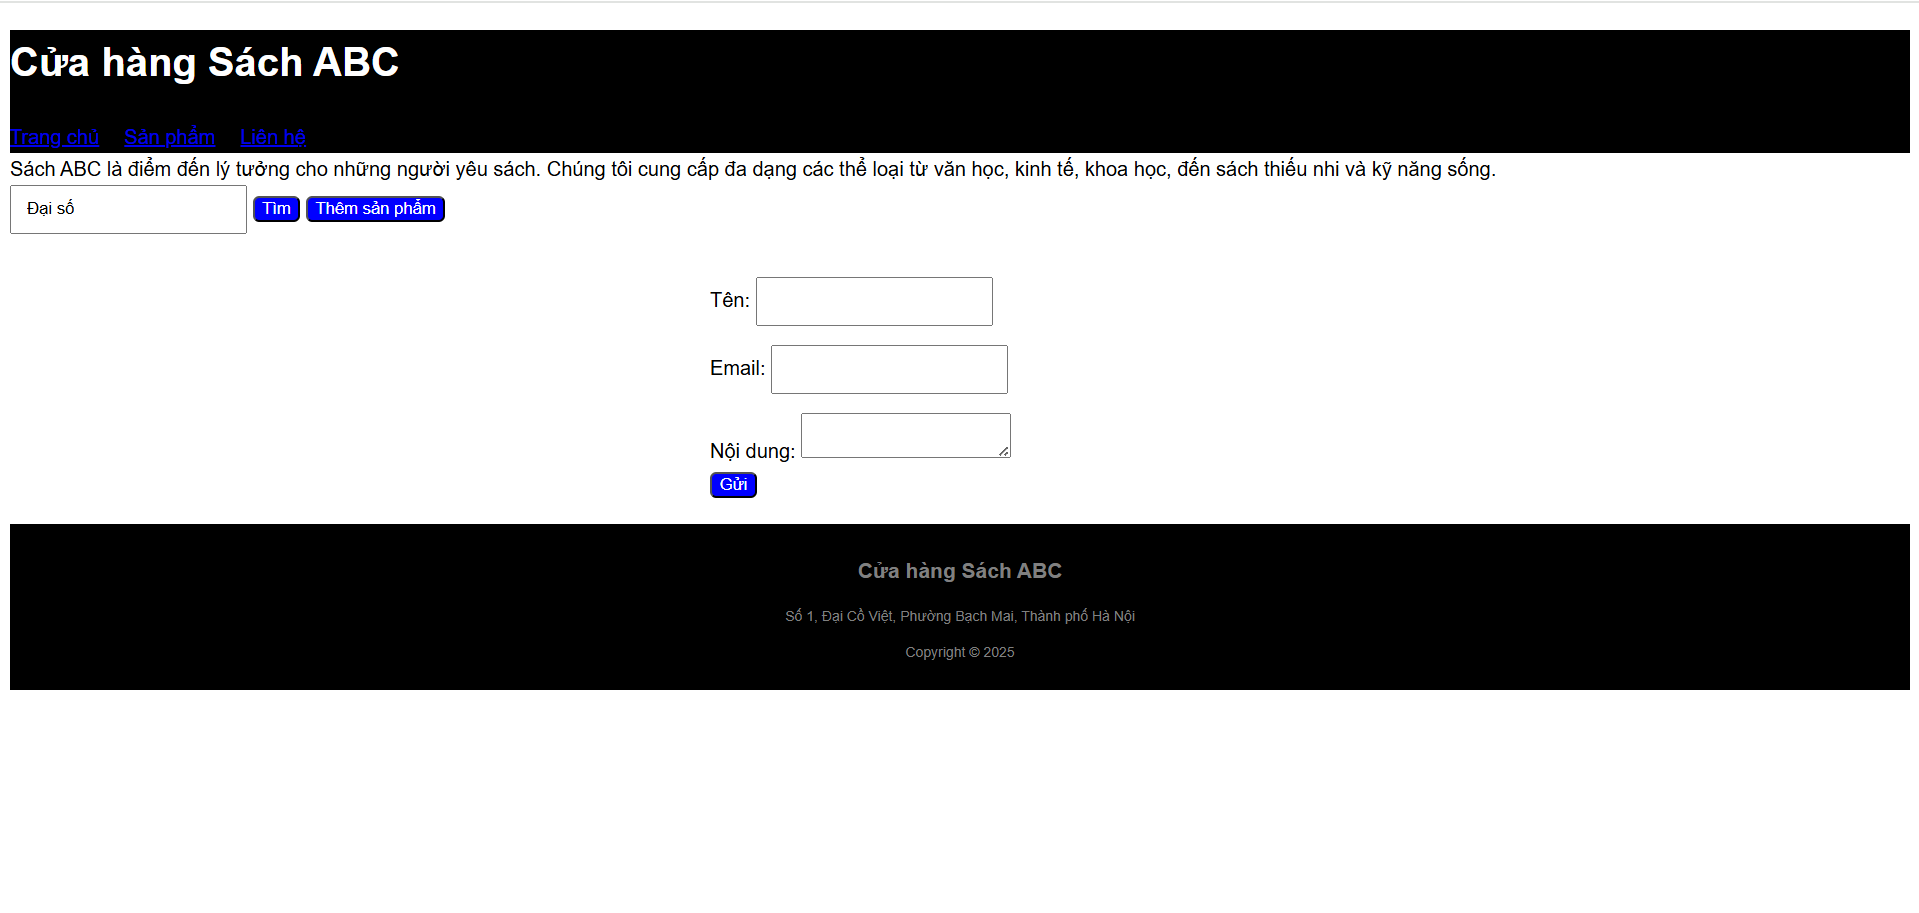 Cửa hàng Sách ABC
Trang chủ Sản phẩm Liên hệ
Sách ABC là điểm đến lý tưởng cho những người yêu sách. Chúng tôi cung cấp đa dạng các thể loại từ văn học, kinh tế, khoa học, đến sách thiếu nhi và kỹ năng sống.
Đại số Tìm Thêm sản phẩm
Tên:
Email:
Nội dung:
Gửi
Cửa hàng Sách ABC
Số 1, Đại Cồ Việt, Phường Bạch Mai, Thành phố Hà Nội
Copyright © 2025